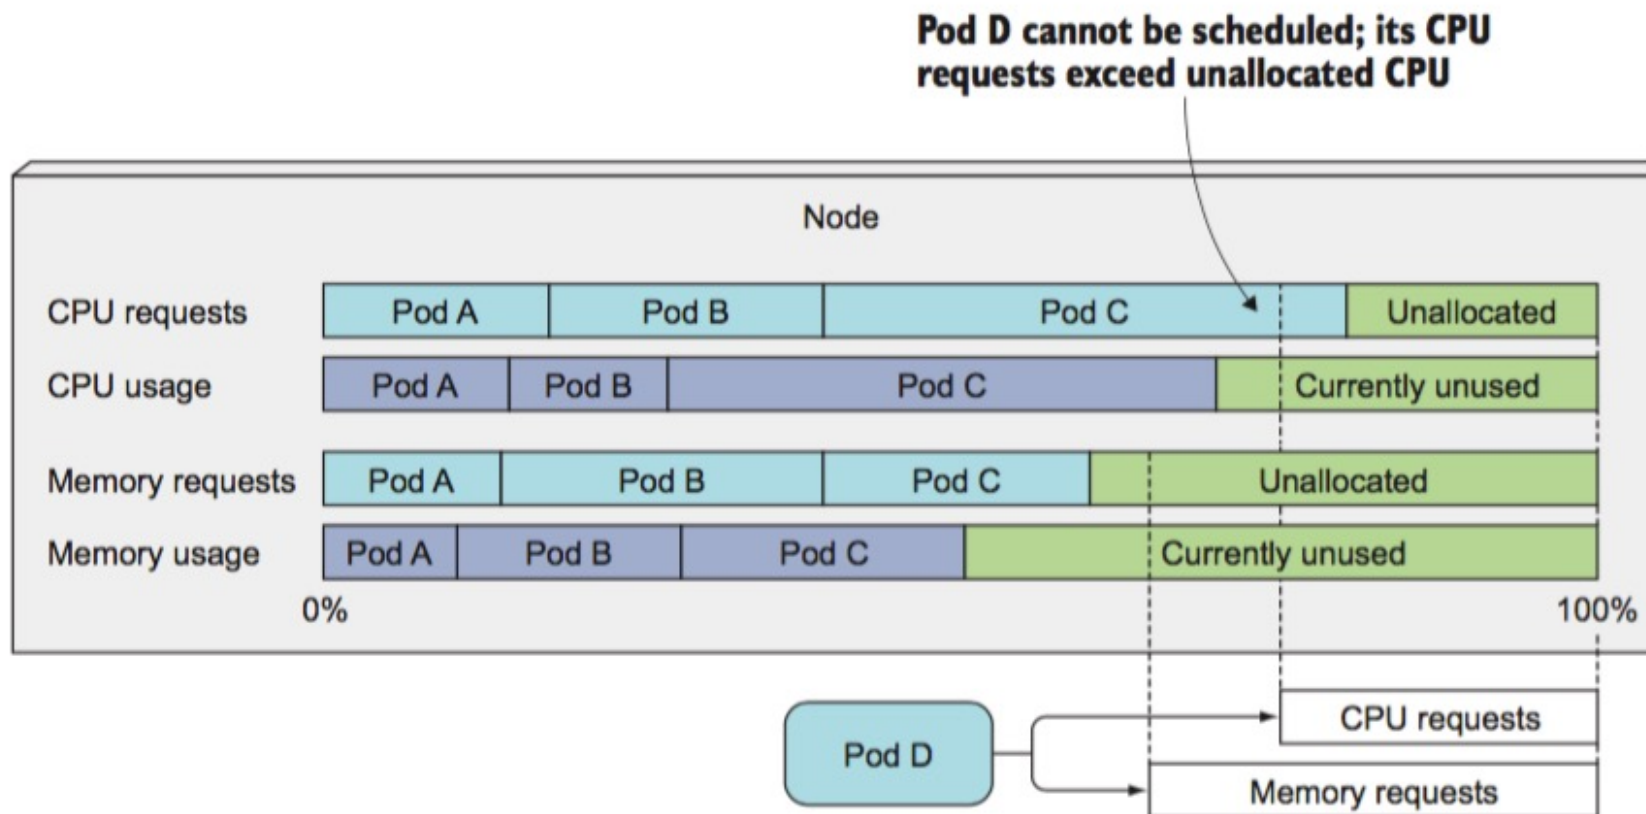 Pod D cannot be scheduled; its CPU
requests exceed unallocated CPU
Node
CPU requests Pod A Pod B Pod C Unallocated
CPU usage Pod A Pod B Pod C Currently unused
Memory requests Pod A Pod B Pod C Unallocated
Memory usage Pod A Pod B Pod C Currently unused
0% 100%
CPU requests
Pod D
Memory requests